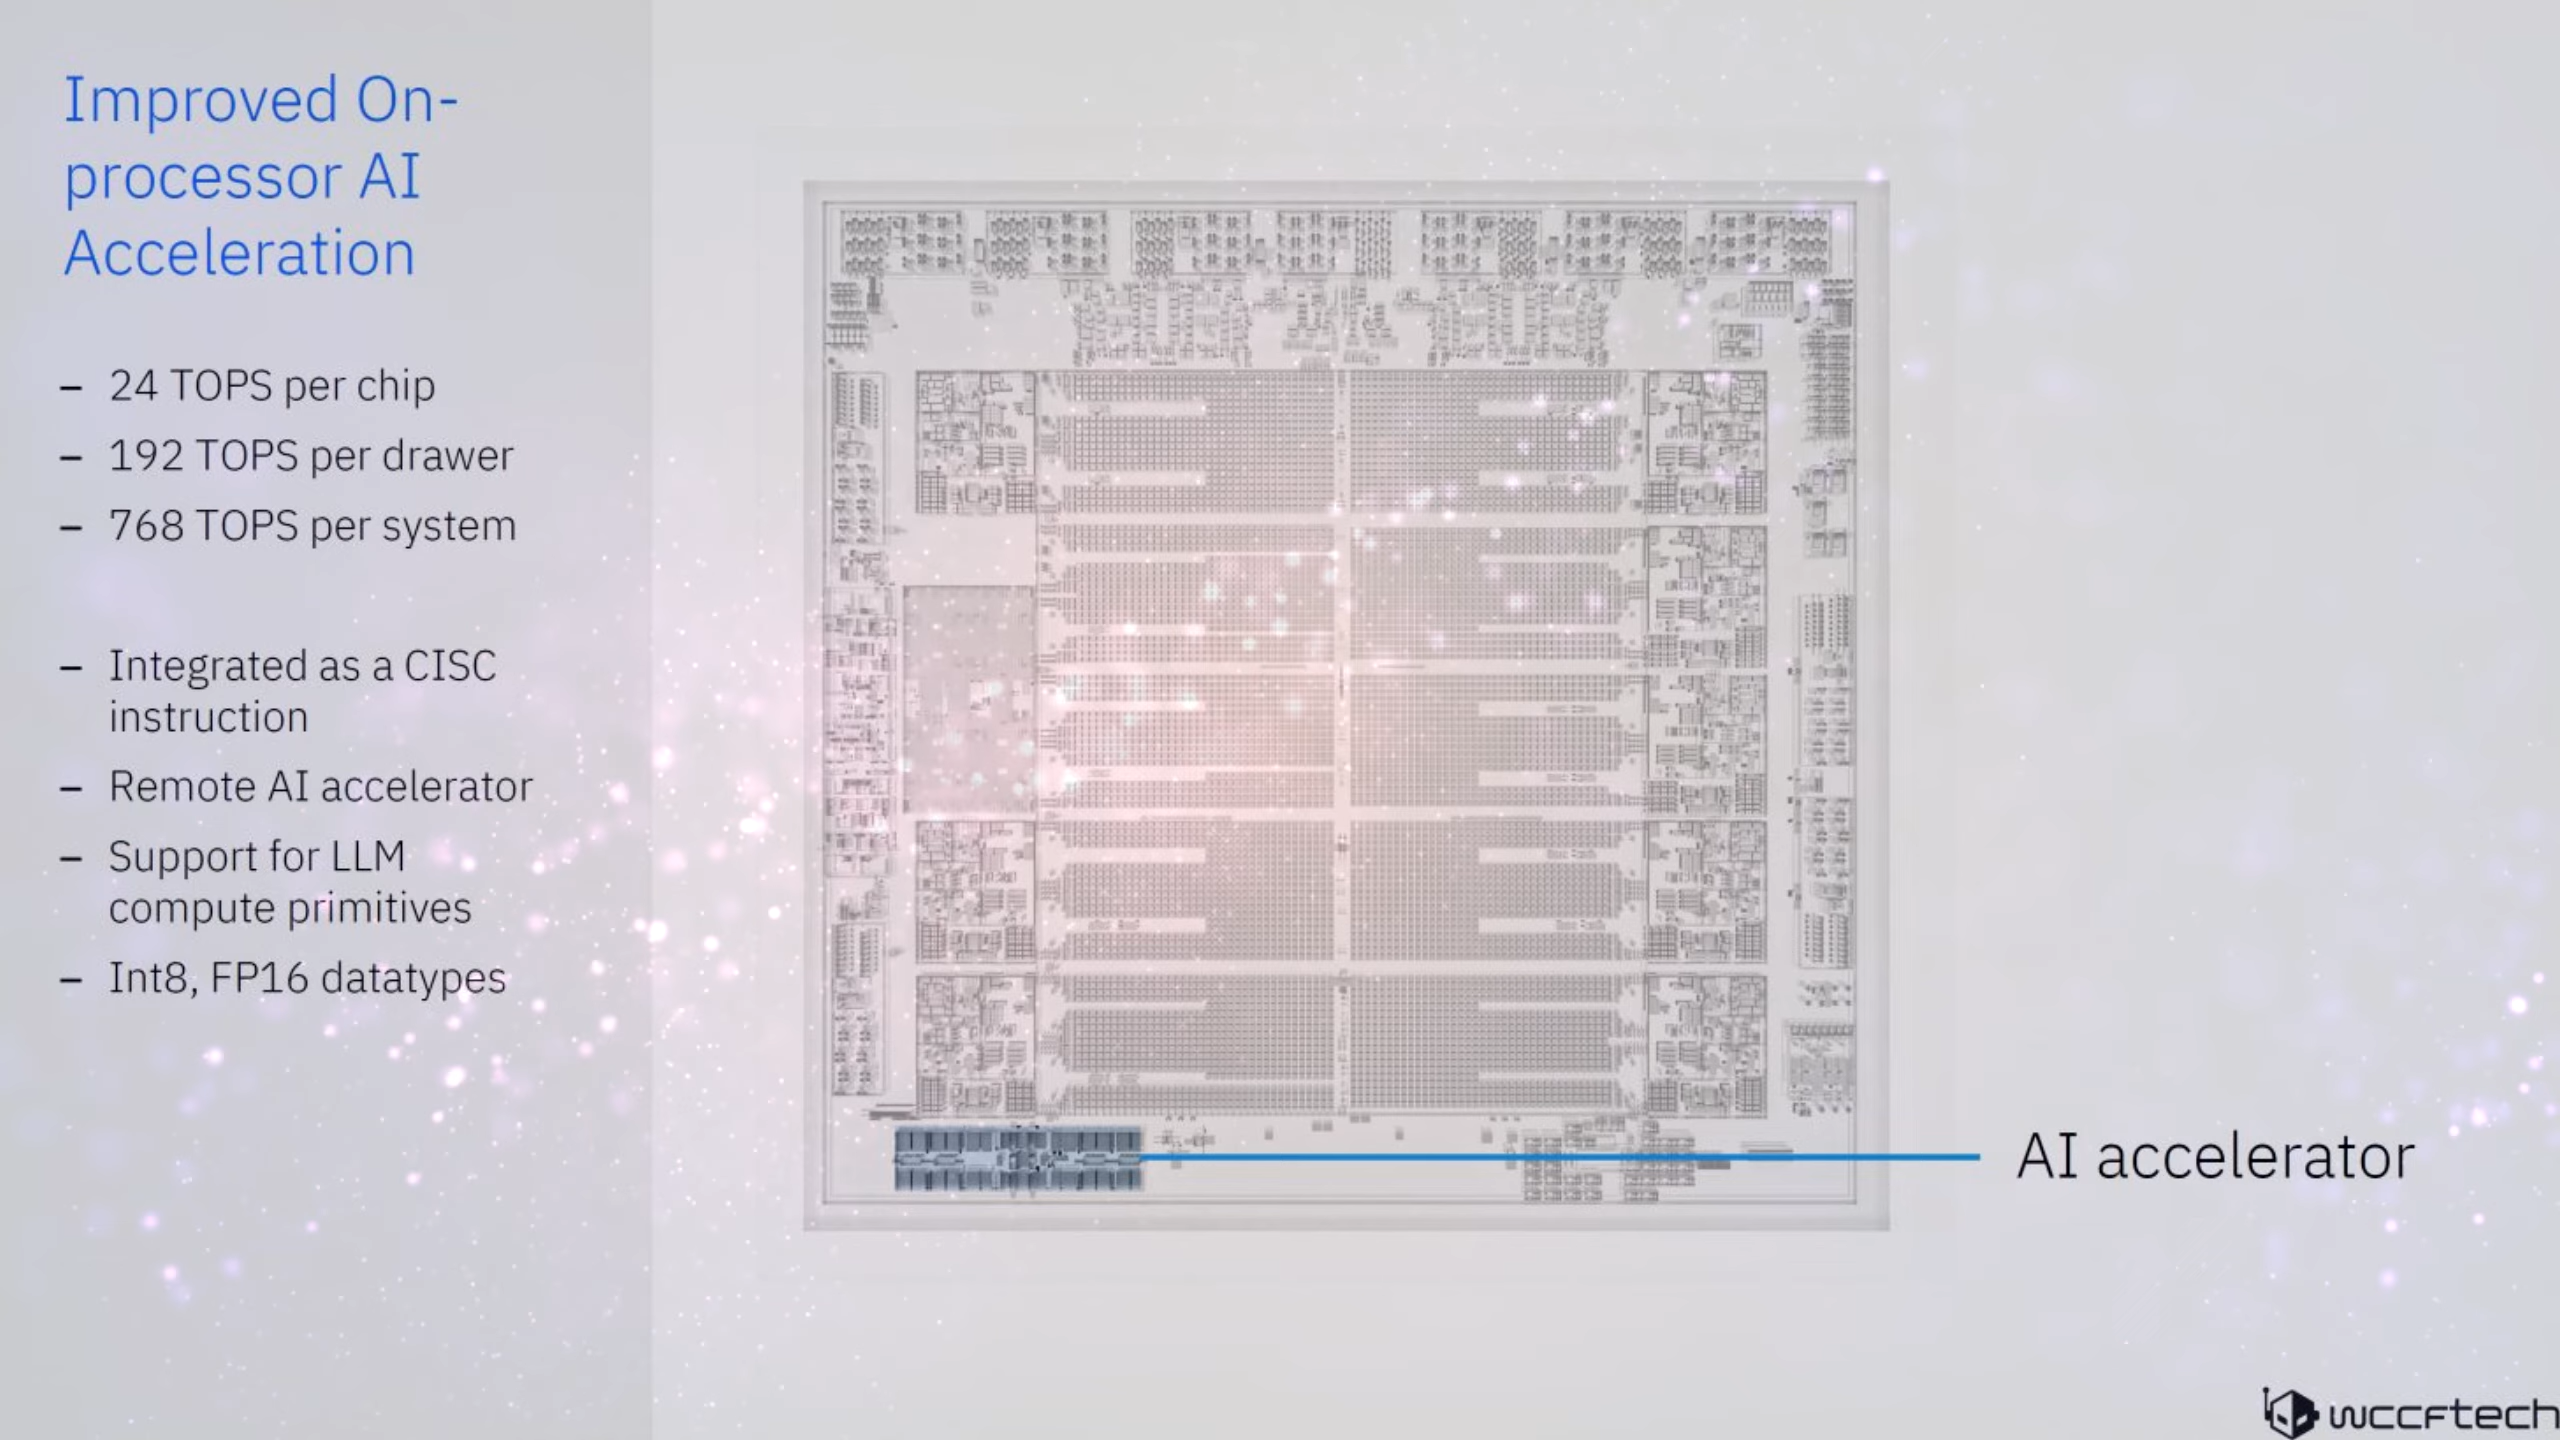 Improved On-
processor AI
Acceleration
– 24 TOPS per chip
– 192 TOPS per drawer
– 768 TOPS per system
– Integrated as a CISC
instruction
– Remote AI accelerator
– Support for LLM
compute primitives
– Int8, FP16 datatypes
AI accelerator
wccftech